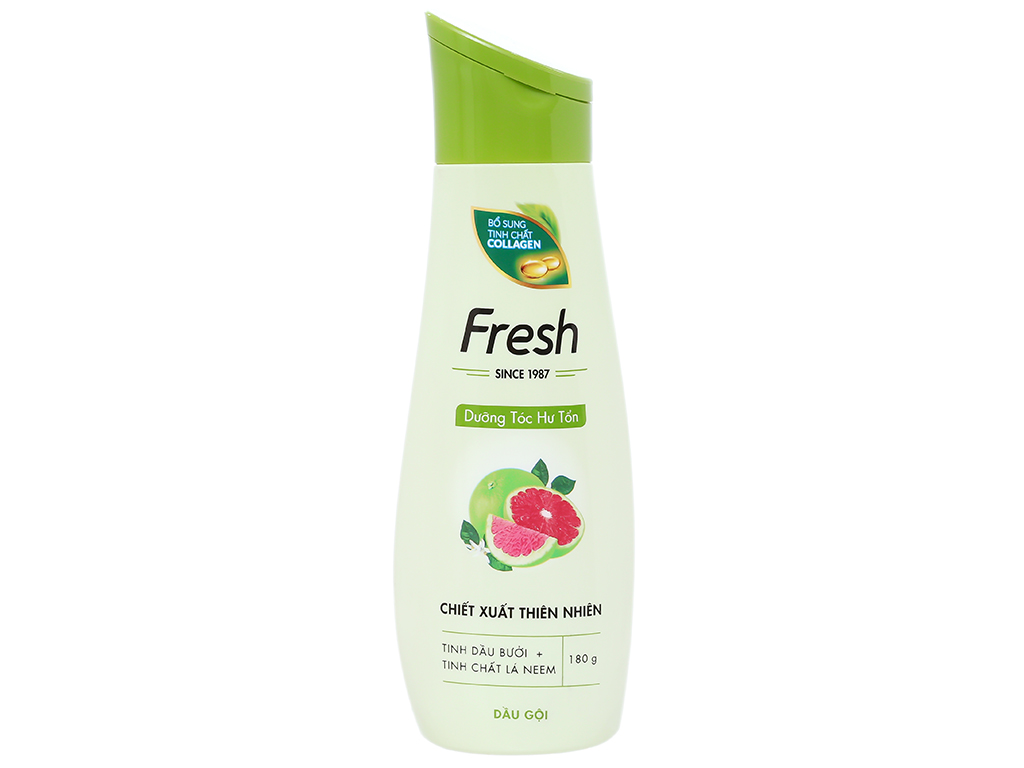 BỔ SUNG
TINH CHẤT
COLLAGEN
Fresh
SINCE 1987
Dưỡng Tóc Hư Tổn
CHIẾT XUẤT THIÊN NHIÊN
TINH DẦU BƯỞI +
TINH CHẤT LÁ NEEM
180 g
DẦU GỘI